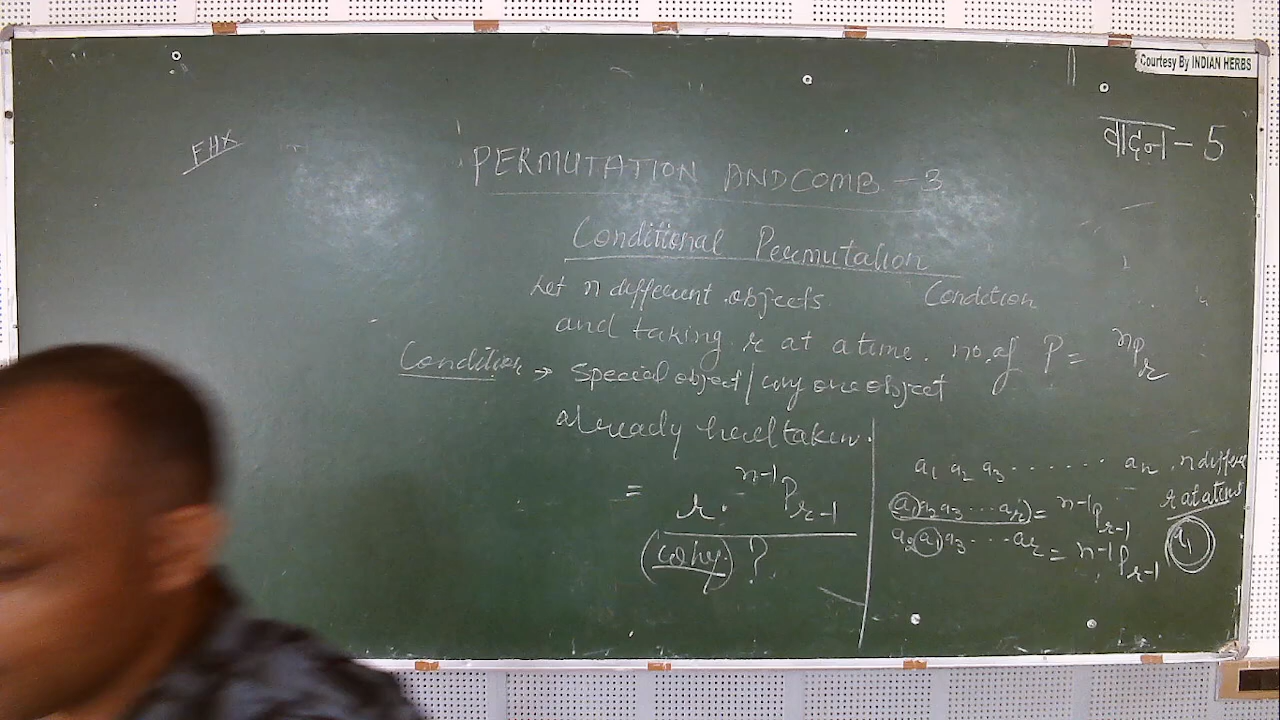 Courtesy By INDIAN HERBS
वादन - 5
FHX
PERMUTATION AND COMB - 3
Conditional Permutation
Let n different objects Condition
and taking r at a time. no. of P = ⁿPᵣ
Condition → Special object / any one object
already taken.
= r · ⁿ⁻¹Pᵣ₋₁
(why) ?
a₁ a₂ a₃ ....... aₙ n differe
r at a time
a₁ a₂ a₃ ... aᵣ) = ⁿ⁻¹Pᵣ₋₁
a₂ a₁ a₃ .... aᵣ = ⁿ⁻¹Pᵣ₋₁
a₁